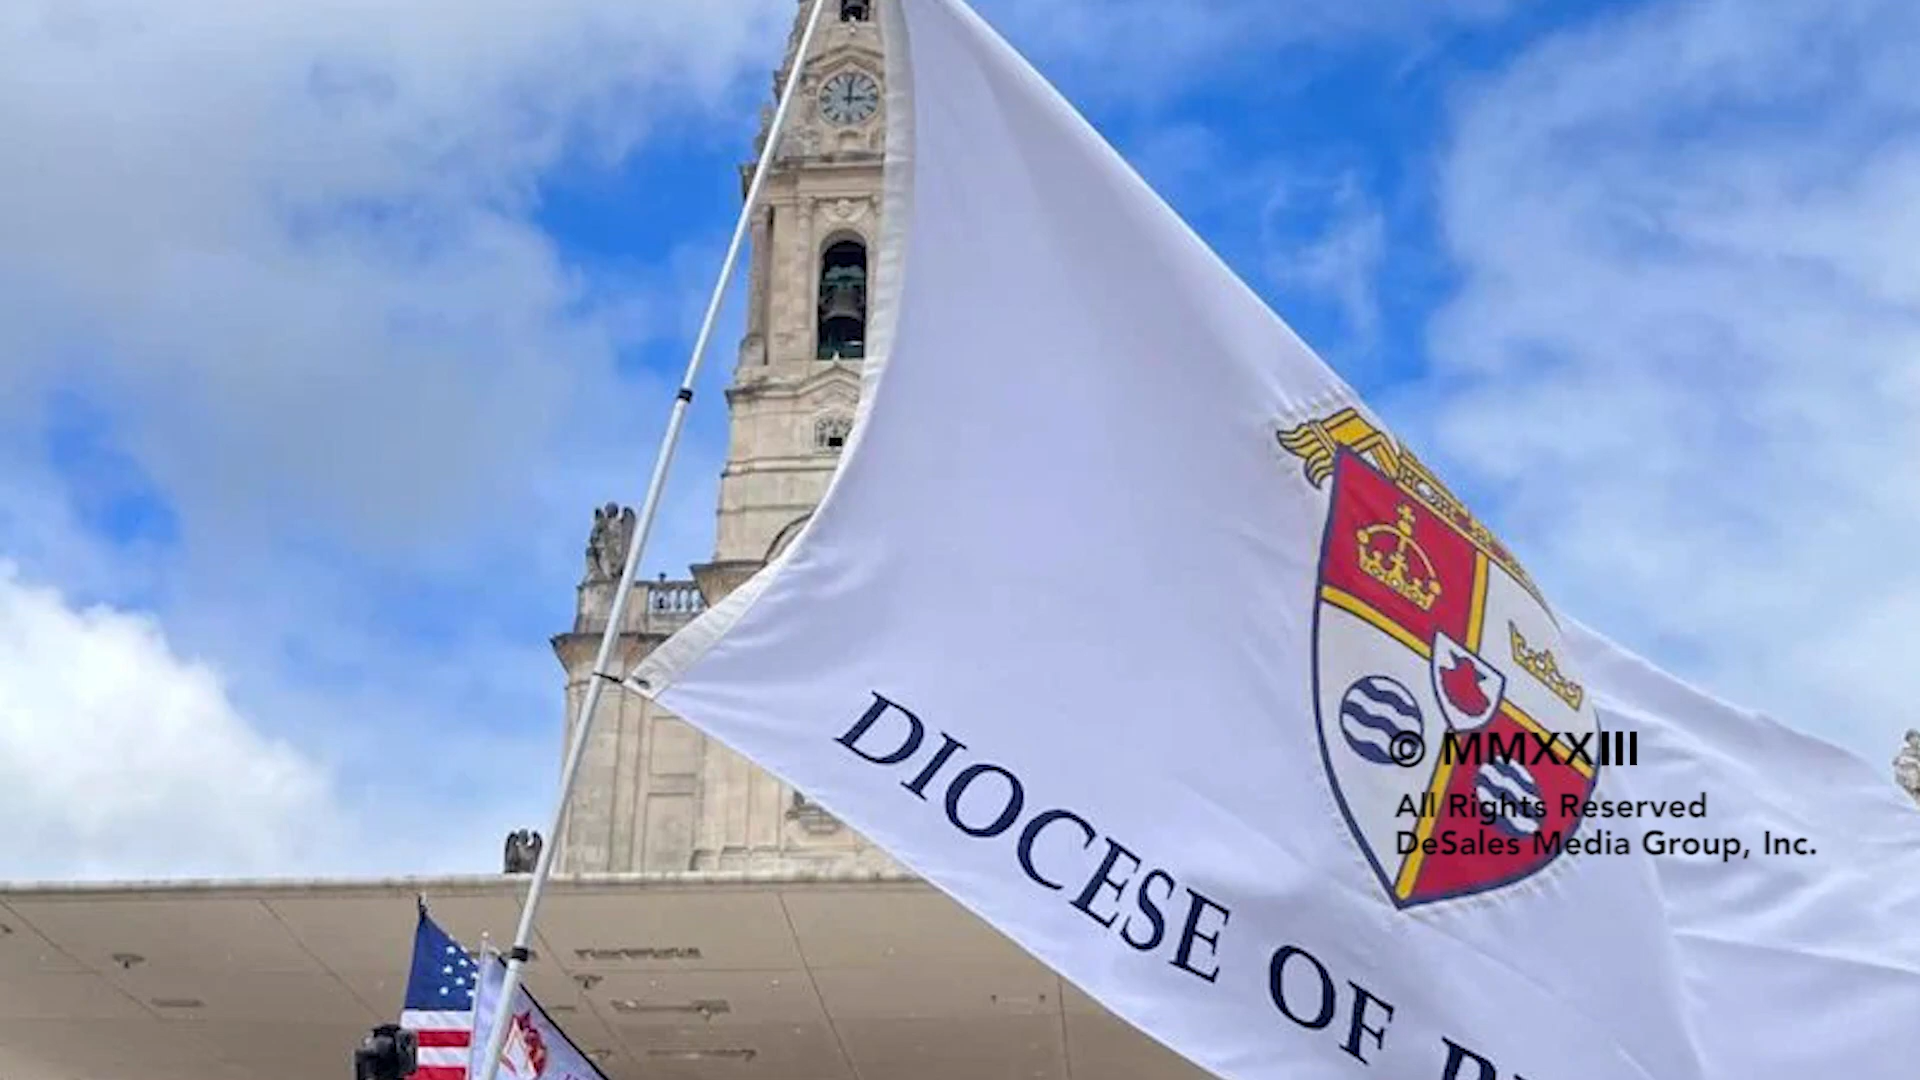 DIOCESE OF
© MMXXIII
All Rights Reserved
DeSales Media Group, Inc.